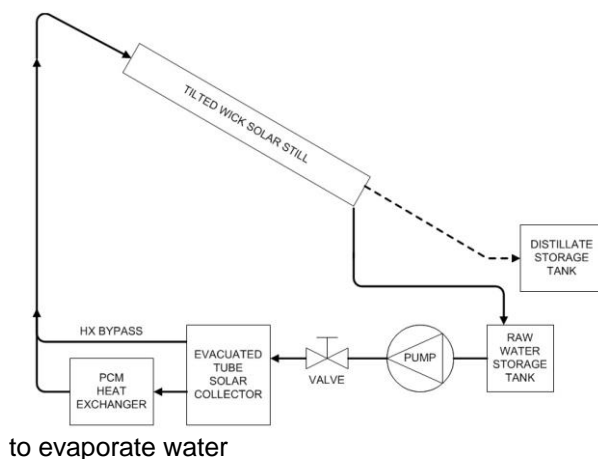 TILTED WICK SOLAR STILL
DISTILLATE
STORAGE
TANK
HX BYPASS
EVACUATED
TUBE
SOLAR
COLLECTOR
VALVE
PUMP
RAW
WATER
STORAGE
TANK
PCM
HEAT
EXCHANGER
to evaporate water